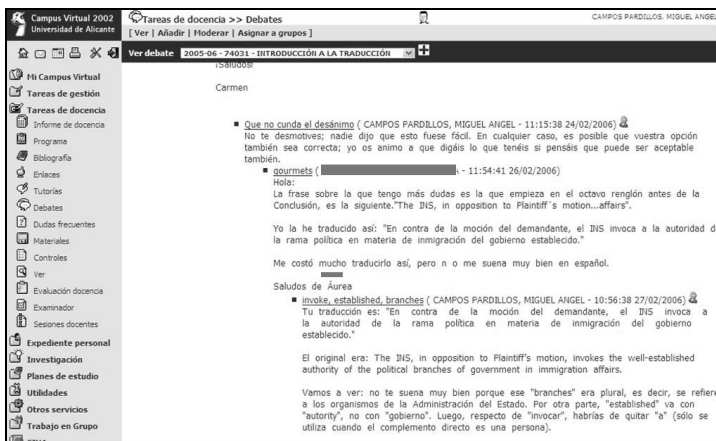 Campus Virtual 2002
Universidad de Alicante
Tareas de docencia >> Debates
CAMPOS PARDILLOS, MIGUEL ANGEL
[ Ver | Añadir | Moderar | Asignar a grupos ]
Ver debate 2005-06 - 74031 - INTRODUCCIÓN A LA TRADUCCIÓN
Mi Campus Virtual
Tareas de gestión
Tareas de docencia
Informe de docencia
Programa
Bibliografía
Enlaces
Tutorías
Debates
Dudas frecuentes
Materiales
Controles
Ver
Evaluación docencia
Examinador
Sesiones docentes
Expediente personal
Investigación
Planes de estudio
Utilidades
Otros servicios
Trabajo en Grupo
¡Saludos!
Carmen
Que no cunda el desánimo ( CAMPOS PARDILLOS, MIGUEL ANGEL - 11:15:38 24/02/2006)
No te desmotives; nadie dijo que esto fuese fácil. En cualquier caso, es posible que vuestra opción
también sea correcta; yo os animo a que digáis lo que tenéis si pensáis que puede ser aceptable
también.
gourmets ( - 11:54:41 26/02/2006)
Hola:
La frase sobre la que tengo más dudas es la que empieza en el octavo renglón antes de la
Conclusión, es la siguiente."The INS, in opposition to Plaintiff´s motion...affairs".
Yo la he traducido así: "En contra de la moción del demandante, el INS invoca a la autoridad d
la rama política en materia de inmigración del gobierno establecido."
Me costó mucho traducirlo así, pero n o me suena muy bien en español.
Saludos de Áurea
invoke, established, branches ( CAMPOS PARDILLOS, MIGUEL ANGEL - 10:56:38 27/02/2006)
Tu traducción es: "En contra de la moción del demandante, el INS invoca a
la autoridad de la rama política en materia de inmigración del gobierno
establecido."
El original era: The INS, in opposition to Plaintiff's motion, invokes the well-established
authority of the political branches of government in immigration affairs.
Vamos a ver: no te suena muy bien porque ese "branches" era plural, es decir, se refiere
a los organismos de la Administración del Estado. Por otra parte, "established" va con
"autority", no con "gobierno". Luego, respecto de "invocar", habrías de quitar "a" (sólo se
utiliza cuando el complemento directo es una persona).